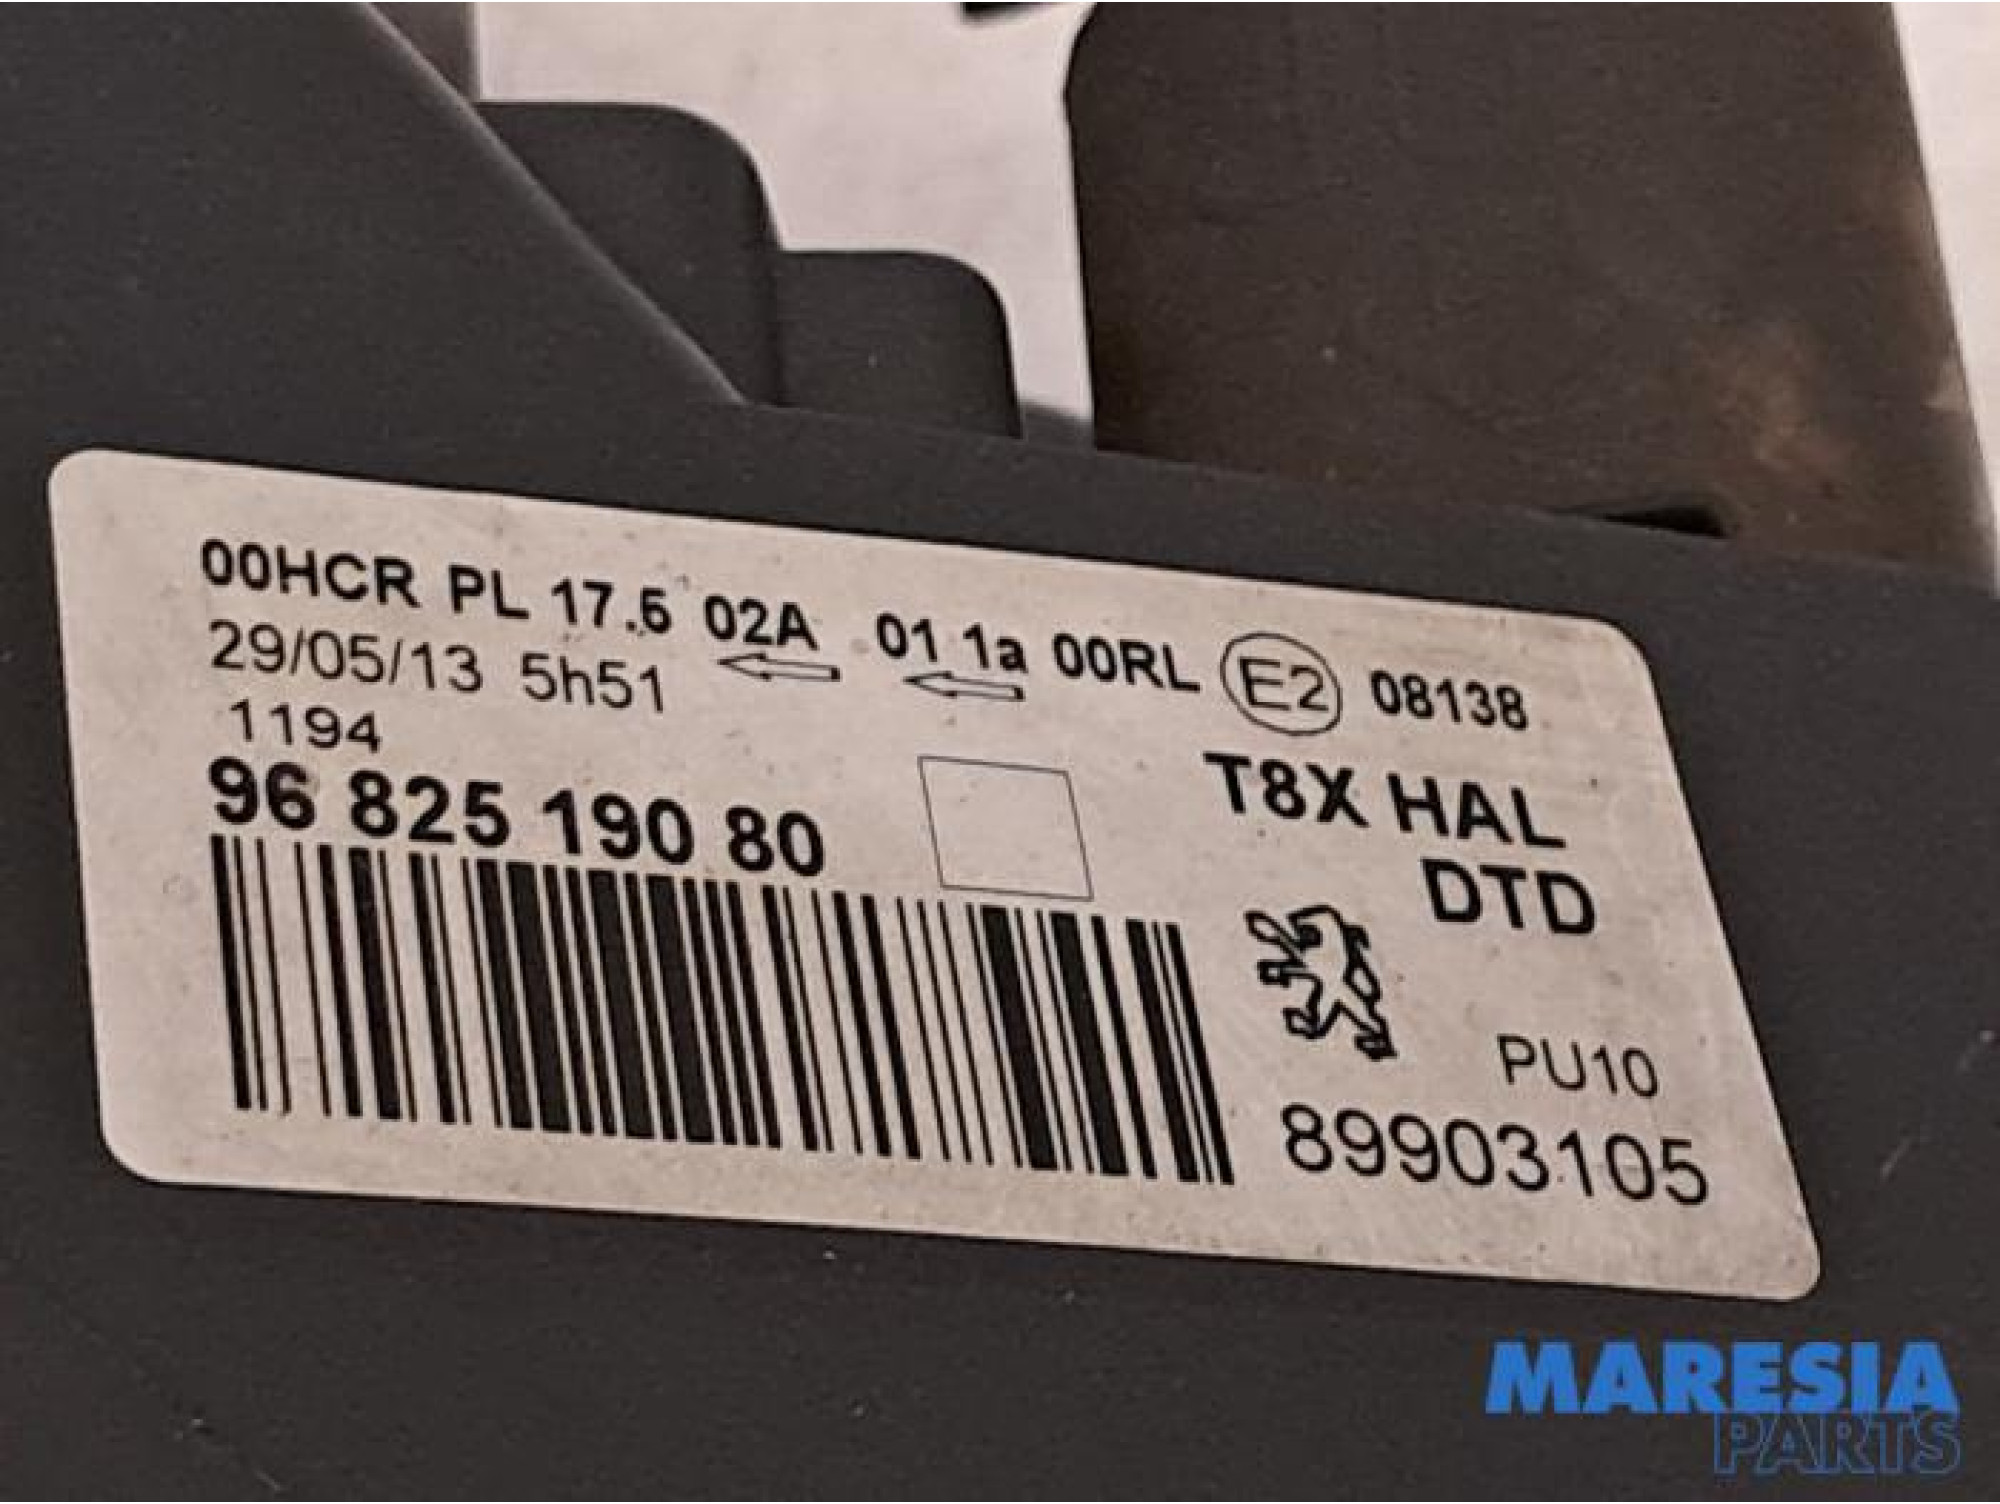 00HCR PL 17.5 02A 01 1a 00RL E2 08138
29/05/13 5h51
1194
96 825 190 80
T8X HAL
DTD
PU10
89903105
MARESIA
PARTS